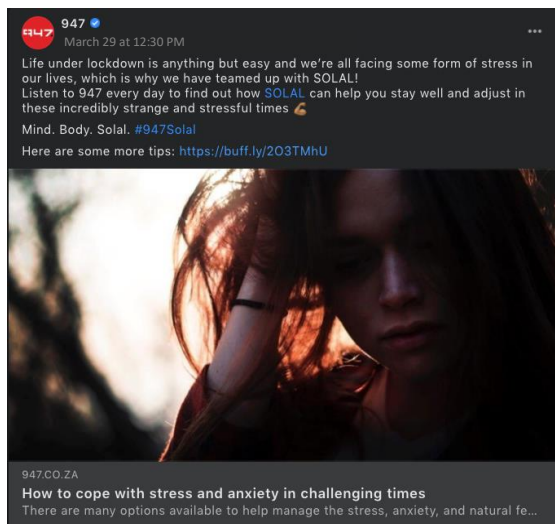 947
947
March 29 at 12:30 PM
Life under lockdown is anything but easy and we're all facing some form of stress in
our lives, which is why we have teamed up with SOLAL!
Listen to 947 every day to find out how SOLAL can help you stay well and adjust in
these incredibly strange and stressful times 💪🏽
Mind. Body. Solal. #947Solal
Here are some more tips: https://buff.ly/2O3TMhU
947.CO.ZA
How to cope with stress and anxiety in challenging times
There are many options available to help manage the stress, anxiety, and natural fe...